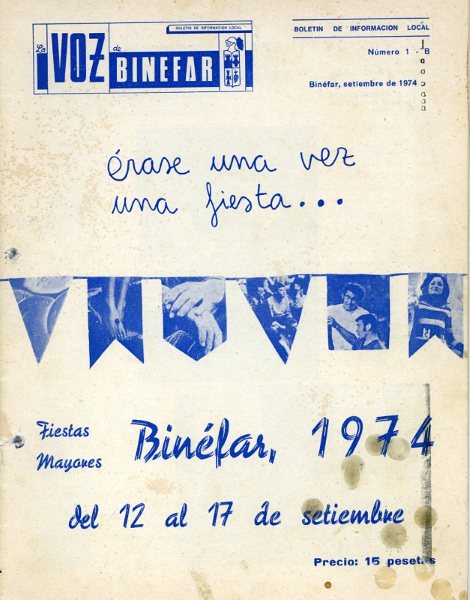 BOLETIN DE INFORMACION LOCAL
La VOZ de BINEFAR
BOLETIN DE INFORMACION LOCAL
Número 1 - B
Binéfar, setiembre de 1974
érase una vez
una fiesta...
Fiestas
Mayores
Binéfar, 1974
del 12 al 17 de setiembre
Precio: 15 pesetas